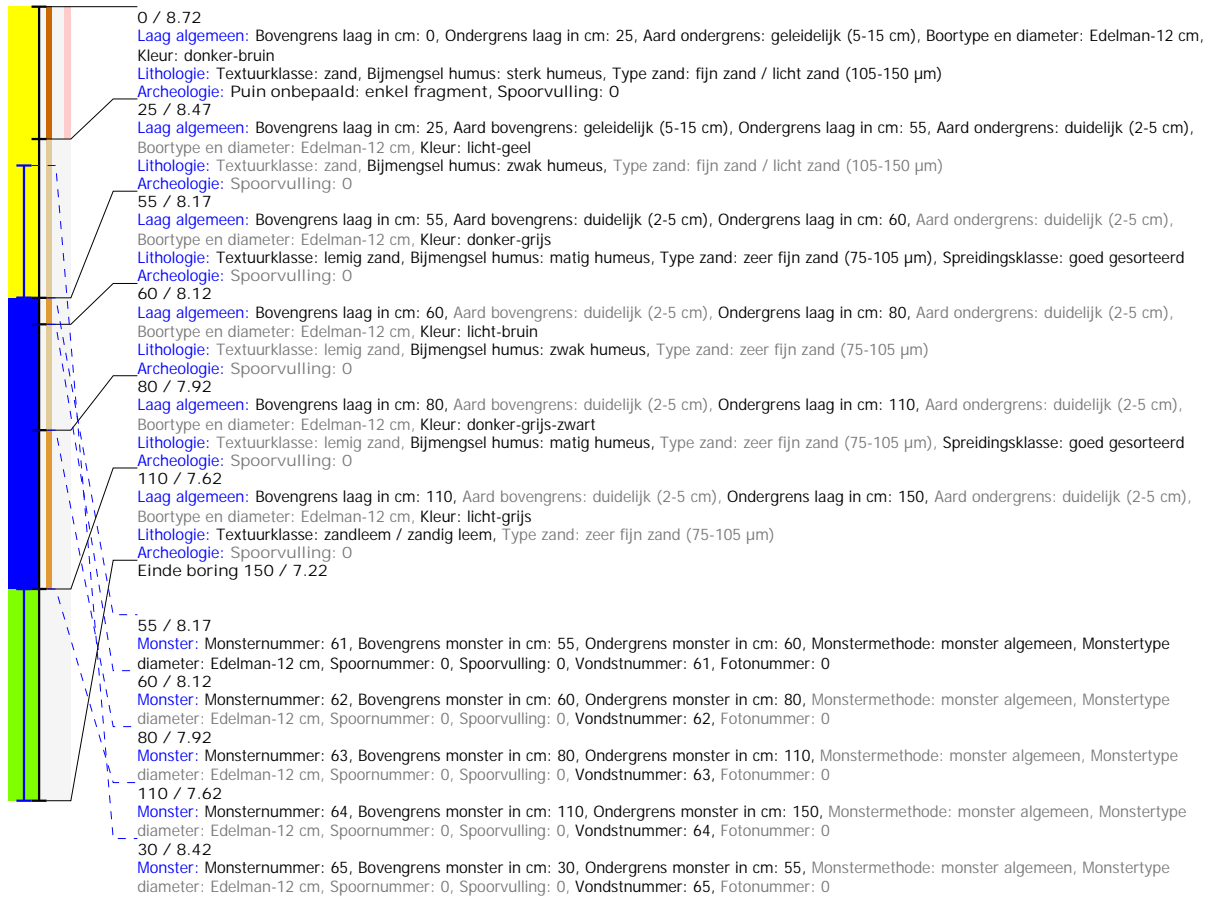 0 / 8.72
Laag algemeen: Bovengrens laag in cm: 0, Ondergrens laag in cm: 25, Aard ondergrens: geleidelijk (5-15 cm), Boortype en diameter: Edelman-12 cm,
Kleur: donker-bruin
Lithologie: Textuurklasse: zand, Bijmengsel humus: sterk humeus, Type zand: fijn zand / licht zand (105-150 µm)
Archeologie: Puin onbepaald: enkel fragment, Spoorvulling: 0
25 / 8.47
Laag algemeen: Bovengrens laag in cm: 25, Aard bovengrens: geleidelijk (5-15 cm), Ondergrens laag in cm: 55, Aard ondergrens: duidelijk (2-5 cm),
Boortype en diameter: Edelman-12 cm, Kleur: licht-geel
Lithologie: Textuurklasse: zand, Bijmengsel humus: zwak humeus, Type zand: fijn zand / licht zand (105-150 µm)
Archeologie: Spoorvulling: 0
55 / 8.17
Laag algemeen: Bovengrens laag in cm: 55, Aard bovengrens: duidelijk (2-5 cm), Ondergrens laag in cm: 60, Aard ondergrens: duidelijk (2-5 cm),
Boortype en diameter: Edelman-12 cm, Kleur: donker-grijs
Lithologie: Textuurklasse: lemig zand, Bijmengsel humus: matig humeus, Type zand: zeer fijn zand (75-105 µm), Spreidingsklasse: goed gesorteerd
Archeologie: Spoorvulling: 0
60 / 8.12
Laag algemeen: Bovengrens laag in cm: 60, Aard bovengrens: duidelijk (2-5 cm), Ondergrens laag in cm: 80, Aard ondergrens: duidelijk (2-5 cm),
Boortype en diameter: Edelman-12 cm, Kleur: licht-bruin
Lithologie: Textuurklasse: lemig zand, Bijmengsel humus: zwak humeus, Type zand: zeer fijn zand (75-105 µm)
Archeologie: Spoorvulling: 0
80 / 7.92
Laag algemeen: Bovengrens laag in cm: 80, Aard bovengrens: duidelijk (2-5 cm), Ondergrens laag in cm: 110, Aard ondergrens: duidelijk (2-5 cm),
Boortype en diameter: Edelman-12 cm, Kleur: donker-grijs-zwart
Lithologie: Textuurklasse: lemig zand, Bijmengsel humus: matig humeus, Type zand: zeer fijn zand (75-105 µm), Spreidingsklasse: goed gesorteerd
Archeologie: Spoorvulling: 0
110 / 7.62
Laag algemeen: Bovengrens laag in cm: 110, Aard bovengrens: duidelijk (2-5 cm), Ondergrens laag in cm: 150, Aard ondergrens: duidelijk (2-5 cm),
Boortype en diameter: Edelman-12 cm, Kleur: licht-grijs
Lithologie: Textuurklasse: zandleem / zandig leem, Type zand: zeer fijn zand (75-105 µm)
Archeologie: Spoorvulling: 0
Einde boring 150 / 7.22
55 / 8.17
Monster: Monsternummer: 61, Bovengrens monster in cm: 55, Ondergrens monster in cm: 60, Monstermethode: monster algemeen, Monstertype
diameter: Edelman-12 cm, Spoornummer: 0, Spoorvulling: 0, Vondstnummer: 61, Fotonummer: 0
60 / 8.12
Monster: Monsternummer: 62, Bovengrens monster in cm: 60, Ondergrens monster in cm: 80, Monstermethode: monster algemeen, Monstertype
diameter: Edelman-12 cm, Spoornummer: 0, Spoorvulling: 0, Vondstnummer: 62, Fotonummer: 0
80 / 7.92
Monster: Monsternummer: 63, Bovengrens monster in cm: 80, Ondergrens monster in cm: 110, Monstermethode: monster algemeen, Monstertype
diameter: Edelman-12 cm, Spoornummer: 0, Spoorvulling: 0, Vondstnummer: 63, Fotonummer: 0
110 / 7.62
Monster: Monsternummer: 64, Bovengrens monster in cm: 110, Ondergrens monster in cm: 150, Monstermethode: monster algemeen, Monstertype
diameter: Edelman-12 cm, Spoornummer: 0, Spoorvulling: 0, Vondstnummer: 64, Fotonummer: 0
30 / 8.42
Monster: Monsternummer: 65, Bovengrens monster in cm: 30, Ondergrens monster in cm: 55, Monstermethode: monster algemeen, Monstertype
diameter: Edelman-12 cm, Spoornummer: 0, Spoorvulling: 0, Vondstnummer: 65, Fotonummer: 0